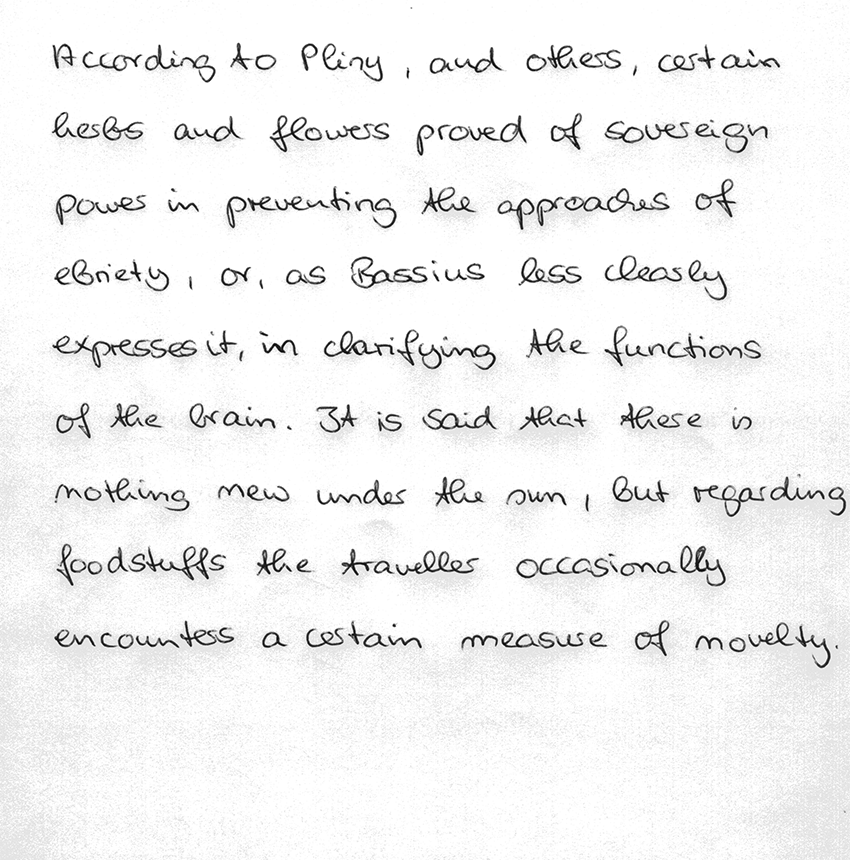 According to Pliny, and others, certain
herbs and flowers proved of sovereign
power in preventing the approaches of
ebriety, or, as Bassius less clearly
expresses it, in clarifying the functions
of the brain. It is said that there is
nothing new under the sun, but regarding
foodstuffs the traveller occasionally
encounters a certain measure of novelty.